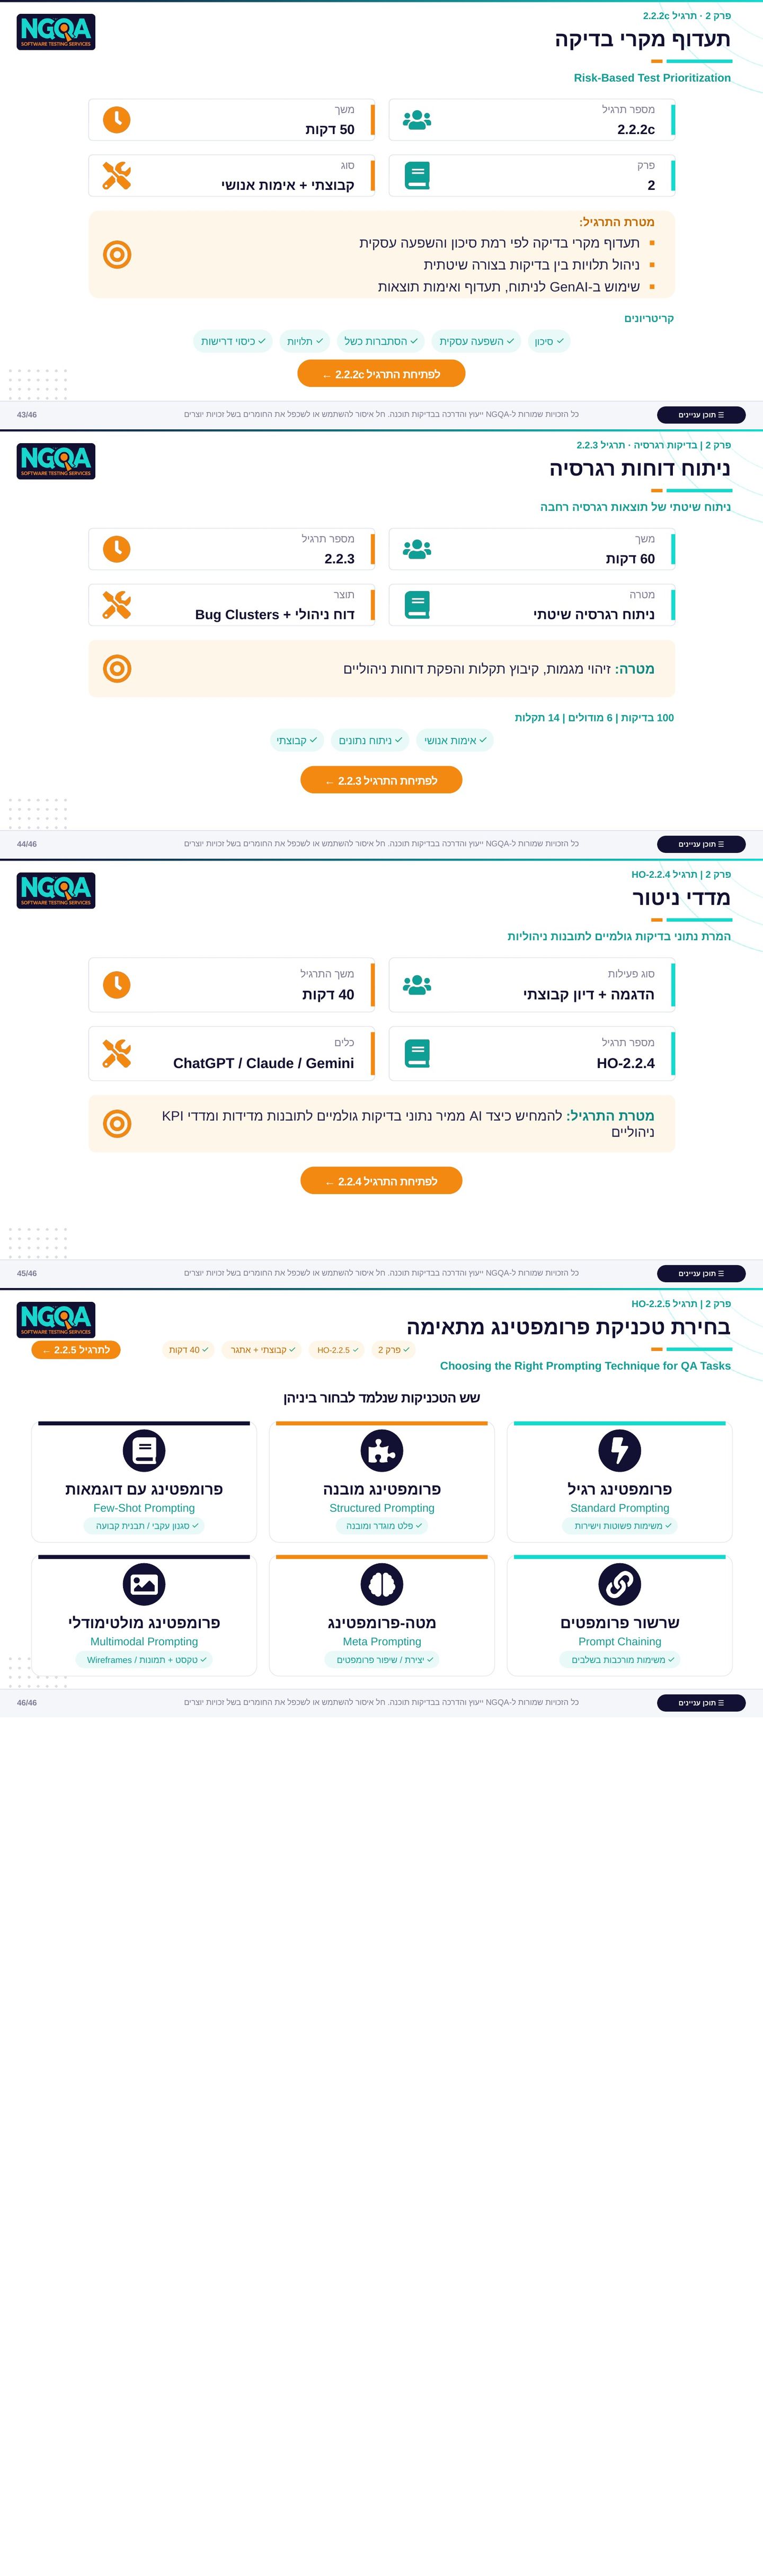 פרק 2 · תרגיל 2.2.2c
NGQA
SOFTWARE TESTING SERVICES
תעדוף מקרי בדיקה
Risk-Based Test Prioritization
מספר תרגיל
2.2.2c
משך
50 דקות
פרק
2
סוג
קבוצתי + אימות אנושי
מטרת התרגיל:
▪ תעדוף מקרי בדיקה לפי רמת סיכון והשפעה עסקית
▪ ניהול תלויות בין בדיקות בצורה שיטתית
▪ שימוש ב-GenAI לניתוח, תעדוף ואימות תוצאות
קריטריונים
✓ סיכון
✓ השפעה עסקית
✓ הסתברות כשל
✓ תלויות
✓ כיסוי דרישות
לפתיחת התרגיל 2.2.2c ←
☰ תוכן עניינים
כל הזכויות שמורות ל-NGQA ייעוץ והדרכה בבדיקות תוכנה. חל איסור להשתמש או לשכפל את החומרים בשל זכויות יוצרים
43/46
פרק 2 | בדיקות רגרסיה · תרגיל 2.2.3
NGQA
SOFTWARE TESTING SERVICES
ניתוח דוחות רגרסיה
ניתוח שיטתי של תוצאות רגרסיה רחבה
משך
60 דקות
מספר תרגיל
2.2.3
מטרה
ניתוח רגרסיה שיטתי
תוצר
דוח ניהולי + Bug Clusters
מטרה: זיהוי מגמות, קיבוץ תקלות והפקת דוחות ניהוליים
100 בדיקות | 6 מודולים | 14 תקלות
✓ אימות אנושי
✓ ניתוח נתונים
✓ קבוצתי
לפתיחת התרגיל 2.2.3 ←
☰ תוכן עניינים
כל הזכויות שמורות ל-NGQA ייעוץ והדרכה בבדיקות תוכנה. חל איסור להשתמש או לשכפל את החומרים בשל זכויות יוצרים
44/46
פרק 2 | תרגיל HO-2.2.4
NGQA
SOFTWARE TESTING SERVICES
מדדי ניטור
המרת נתוני בדיקות גולמיים לתובנות ניהוליות
סוג פעילות
הדגמה + דיון קבוצתי
משך התרגיל
40 דקות
מספר תרגיל
HO-2.2.4
כלים
ChatGPT / Claude / Gemini
מטרת התרגיל: להמחיש כיצד AI ממיר נתוני בדיקות גולמיים לתובנות מדידות ומדדי KPI
ניהוליים
לפתיחת התרגיל 2.2.4 ←
☰ תוכן עניינים
כל הזכויות שמורות ל-NGQA ייעוץ והדרכה בבדיקות תוכנה. חל איסור להשתמש או לשכפל את החומרים בשל זכויות יוצרים
45/46
פרק 2 | תרגיל HO-2.2.5
NGQA
SOFTWARE TESTING SERVICES
בחירת טכניקת פרומפטינג מתאימה
✓ פרק 2
✓ HO-2.2.5
✓ קבוצתי + אתגר
✓ 40 דקות
לתרגיל 2.2.5 ←
Choosing the Right Prompting Technique for QA Tasks
שש הטכניקות שנלמד לבחור ביניהן
פרומפטינג רגיל
Standard Prompting
✓ משימות פשוטות וישירות
פרומפטינג מובנה
Structured Prompting
✓ פלט מוגדר ומובנה
פרומפטינג עם דוגמאות
Few-Shot Prompting
✓ סגנון עקבי / תבנית קבועה
שרשור פרומפטים
Prompt Chaining
✓ משימות מורכבות בשלבים
מטה-פרומפטינג
Meta Prompting
✓ יצירת / שיפור פרומפטים
פרומפטינג מולטימודלי
Multimodal Prompting
✓ טקסט + תמונות / Wireframes
☰ תוכן עניינים
כל הזכויות שמורות ל-NGQA ייעוץ והדרכה בבדיקות תוכנה. חל איסור להשתמש או לשכפל את החומרים בשל זכויות יוצרים
46/46